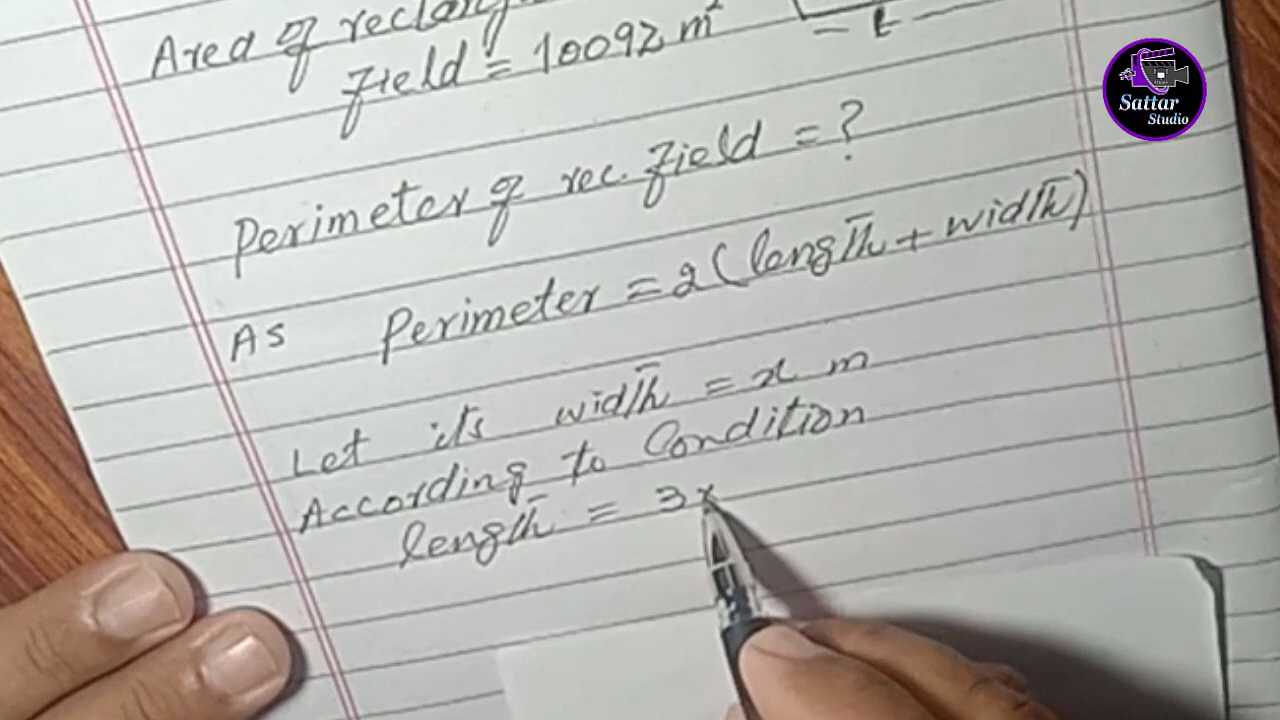 Area of rectang
field = 10092 m²
- L -
Perimeter of rec. field = ?
As Perimeter = 2(length + width)
Let its width = x m
According to Condition
length = 3x
Sattar
Studio